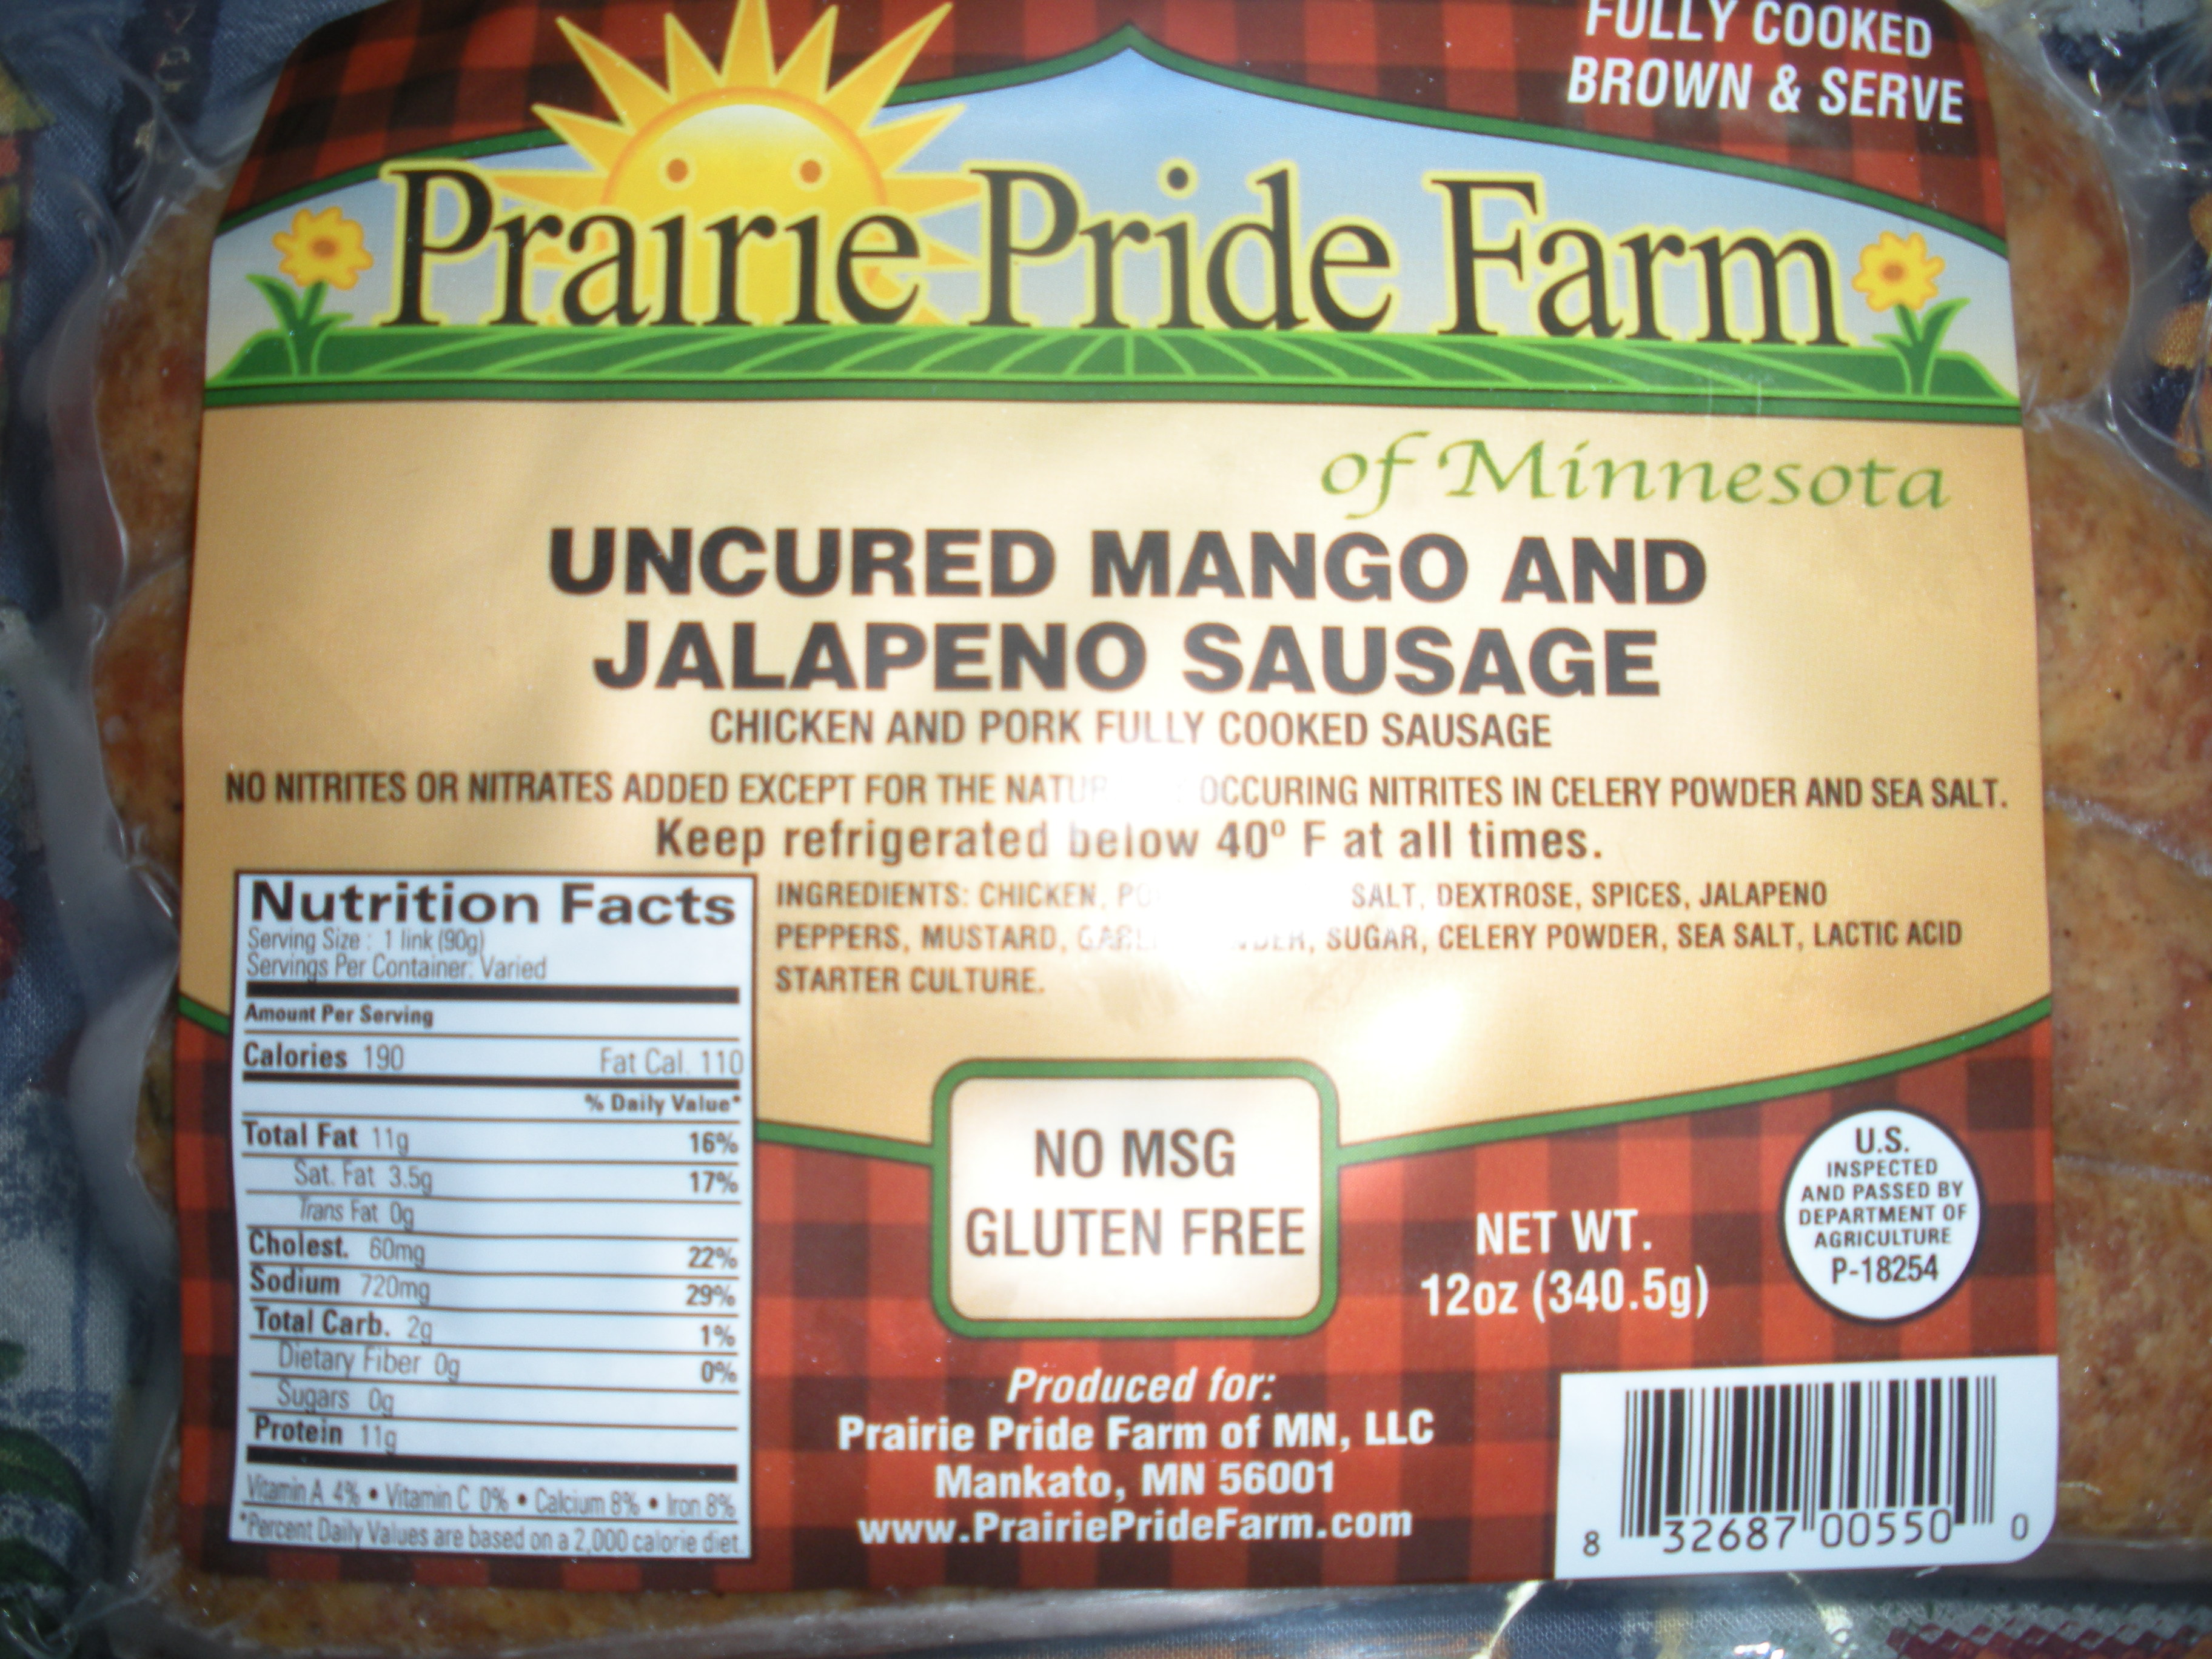 FULLY COOKED
BROWN & SERVE
Prairie Pride Farm
of Minnesota
UNCURED MANGO AND
JALAPENO SAUSAGE
CHICKEN AND PORK FULLY COOKED SAUSAGE
NO NITRITES OR NITRATES ADDED EXCEPT FOR THE OCCURING NITRITES IN CELERY POWDER AND SEA SALT.
Keep refrigerated below 40º F at all times.
INGREDIENTS: CHICKEN, SALT, DEXTROSE, SPICES, JALAPENO
PEPPERS, MUSTARD, SUGAR, CELERY POWDER, SEA SALT, LACTIC ACID
STARTER CULTURE.
Nutrition Facts
Serving Size : 1 link (90g)
Servings Per Container: Varied
Amount Per Serving
Calories 190 Fat Cal. 110
% Daily Value*
Total Fat 11g 16%
Sat. Fat 3.5g 17%
Trans Fat 0g
Cholest. 60mg 22%
Sodium 720mg 29%
Total Carb. 2g 1%
Dietary Fiber 0g 0%
Sugars 0g
Protein 11g
Vitamin A 4% • Vitamin C 0% • Calcium 8% • Iron 8%
*Percent Daily Values are based on a 2,000 calorie diet
NO MSG
GLUTEN FREE
NET WT.
12oz (340.5g)
U.S.
INSPECTED
AND PASSED BY
DEPARTMENT OF
AGRICULTURE
P-18254
Produced for:
Prairie Pride Farm of MN, LLC
Mankato, MN 56001
www.PrairiePrideFarm.com
8 32687 00550 0